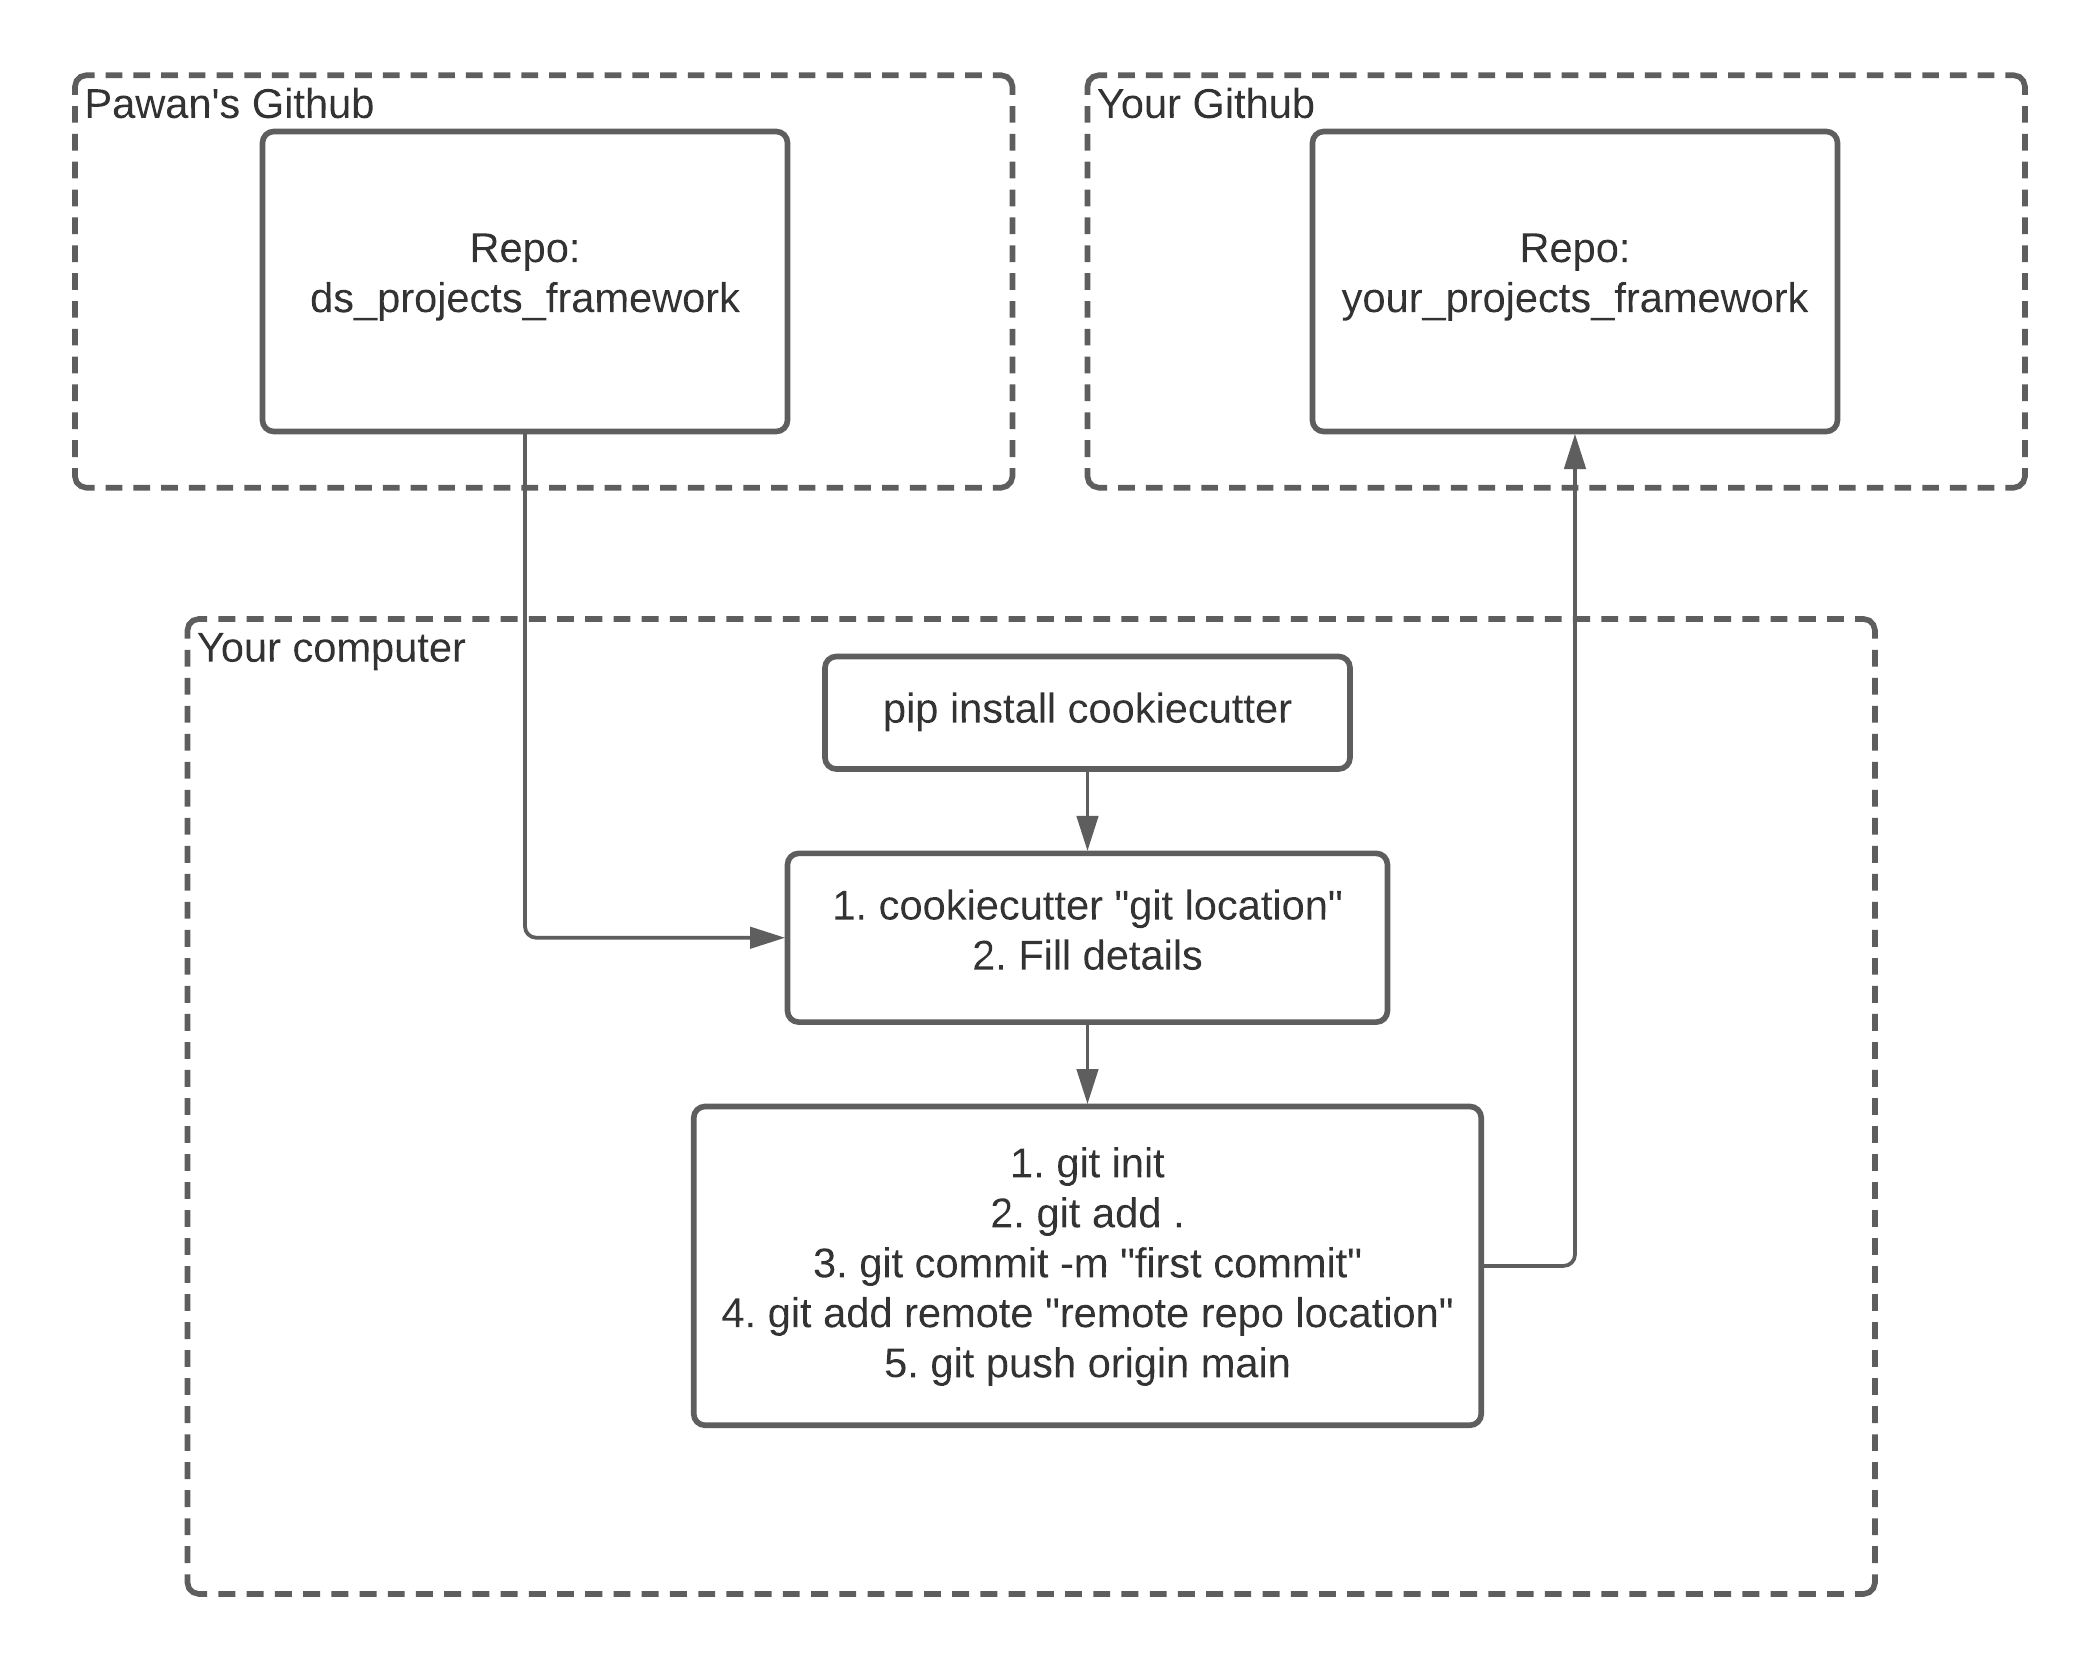 Pawan's Github
Repo:
ds_projects_framework
Your Github
Repo:
your_projects_framework
Your computer
pip install cookiecutter
1. cookiecutter "git location"
2. Fill details
1. git init
2. git add .
3. git commit -m "first commit"
4. git add remote "remote repo location"
5. git push origin main